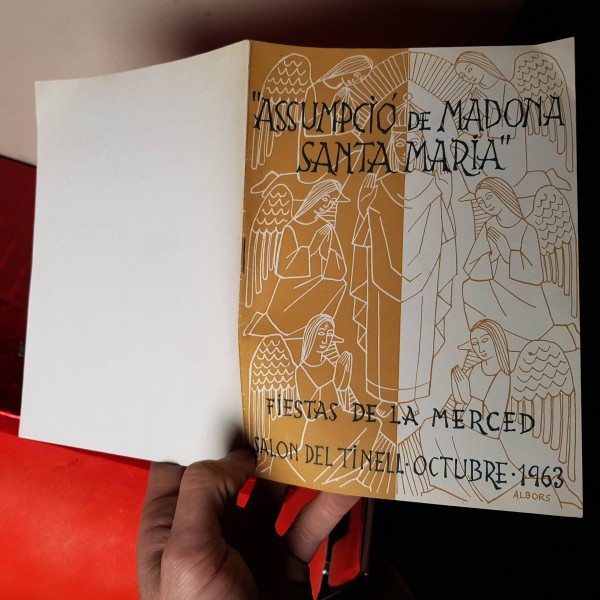 "ASSUMPCIÓ DE MADONA
SANTA MARIA"
FIESTAS DE LA MERCED
SALON DEL TINELL · OCTUBRE · 1963
ALBORS